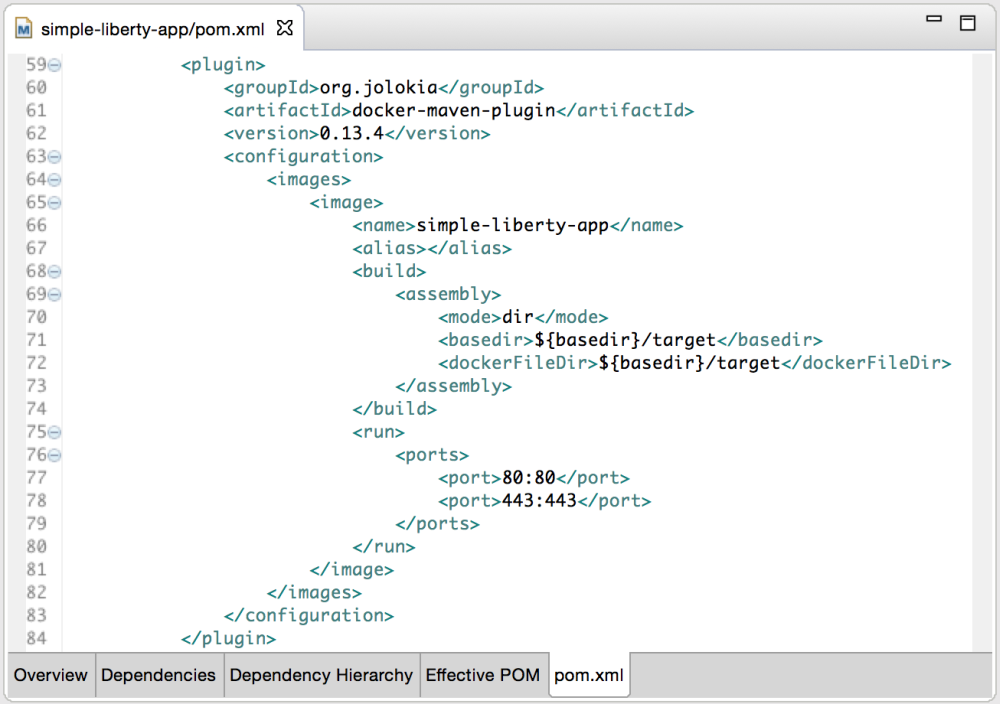 simple-liberty-app/pom.xml
59 <plugin>
60 <groupId>org.jolokia</groupId>
61 <artifactId>docker-maven-plugin</artifactId>
62 <version>0.13.4</version>
63 <configuration>
64 <images>
65 <image>
66 <name>simple-liberty-app</name>
67 <alias></alias>
68 <build>
69 <assembly>
70 <mode>dir</mode>
71 <basedir>${basedir}/target</basedir>
72 <dockerFileDir>${basedir}/target</dockerFileDir>
73 </assembly>
74 </build>
75 <run>
76 <ports>
77 <port>80:80</port>
78 <port>443:443</port>
79 </ports>
80 </run>
81 </image>
82 </images>
83 </configuration>
84 </plugin>
Overview Dependencies Dependency Hierarchy Effective POM pom.xml